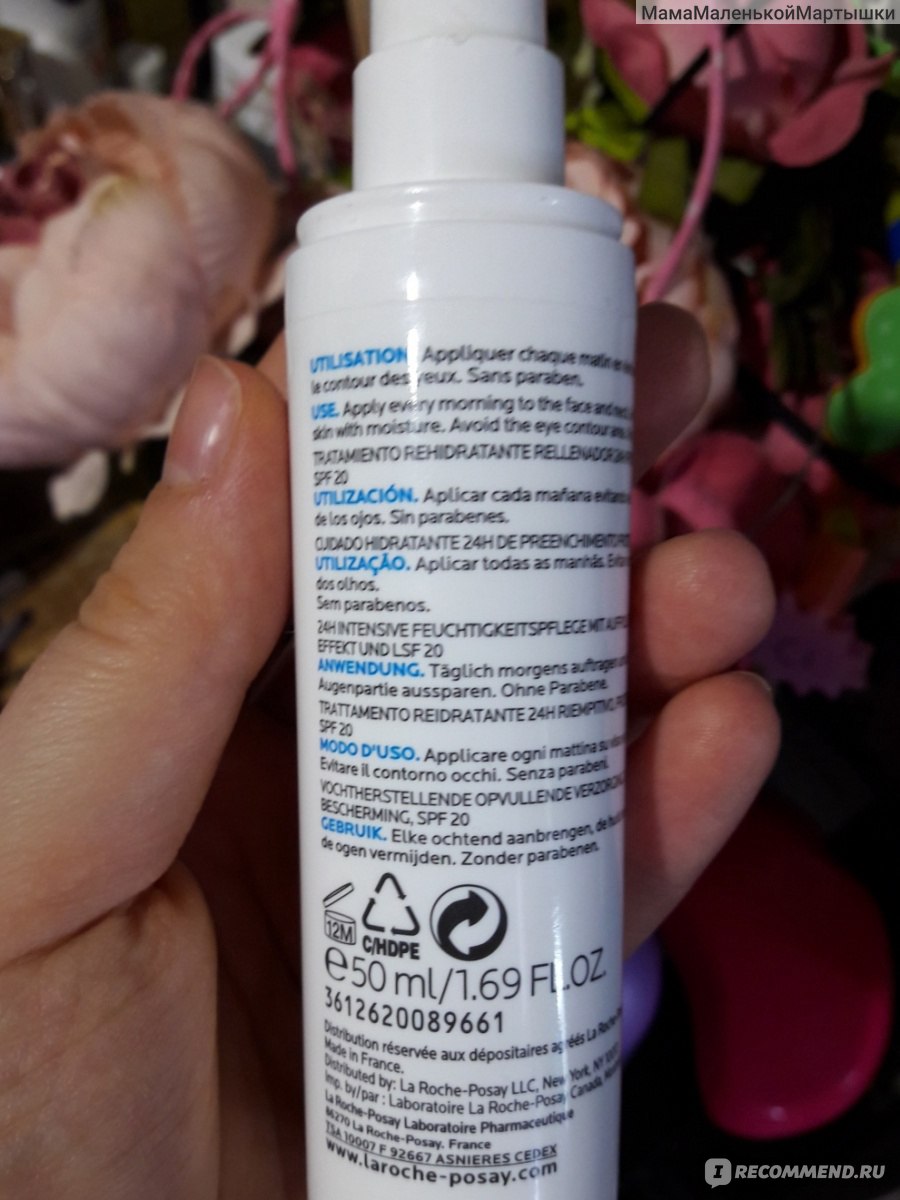 МамаМаленькойМартышки
UTILISATION. Appliquer chaque matin
le contour des yeux. Sans paraben.
USE. Apply every morning to the face and
skin with moisture. Avoid the eye contour
TRATAMIENTO REHIDRATANTE RELLENADOR
SPF 20
UTILIZACIÓN. Aplicar cada mañana
de los ojos. Sin parabenes.
CUIDADO HIDRATANTE 24H DE PREENCHIMENTO
UTILIZAÇÃO. Aplicar todas as manhãs.
dos olhos.
Sem parabenos.
24H INTENSIVE FEUCHTIGKEITSPFLEGE MIT
EFFEKT UND LSF 20
ANWENDUNG. Täglich morgens auftragen
Augenpartie aussparen. Ohne Parabene.
TRATTAMENTO REIDRATANTE 24H RIEMPITIVO,
SPF 20
MODO D'USO. Applicare ogni mattina su
Evitare il contorno occhi. Senza parabeni.
VOCHTHERSTELLENDE OPVULLENDE
BESCHERMING, SPF 20
GEBRUIK. Elke ochtend aanbrengen, de
de ogen vermijden. Zonder parabenen.
12M
C/HDPE
e50 ml/1.69 FL.OZ.
3612620089661
Distribution réservée aux dépositaires agréés La
Made in France.
Distributed by: La Roche-Posay LLC, New York, NY
Imp. by/par : Laboratoire La Roche-Posay Canada,
La Roche-Posay Laboratoire Pharmaceutique
86270 La Roche-Posay. France
TSA 10007 F 92667 ASNIERES CEDEX
www.laroche-posay.com
I RECOMMEND.RU